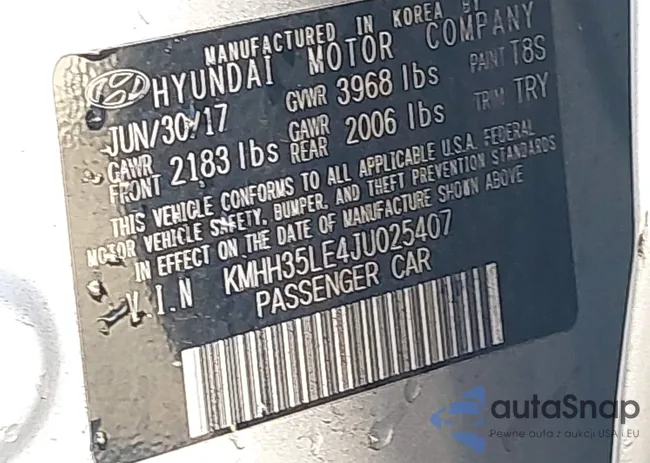 MANUFACTURED IN KOREA BY
HYUNDAI MOTOR COMPANY
JUN/30/17 GVWR 3968 lbs PAINT T8S
GAWR FRONT 2183 lbs GAWR REAR 2006 lbs TRIM TRY
THIS VEHICLE CONFORMS TO ALL APPLICABLE U.S.A. FEDERAL
MOTOR VEHICLE SAFETY, BUMPER, AND THEFT PREVENTION STANDARDS
IN EFFECT ON THE DATE OF MANUFACTURE SHOWN ABOVE
V.I.N KMHH35LE4JU025407
PASSENGER CAR
autaSnap
Pewne auta z aukcji USA i EU